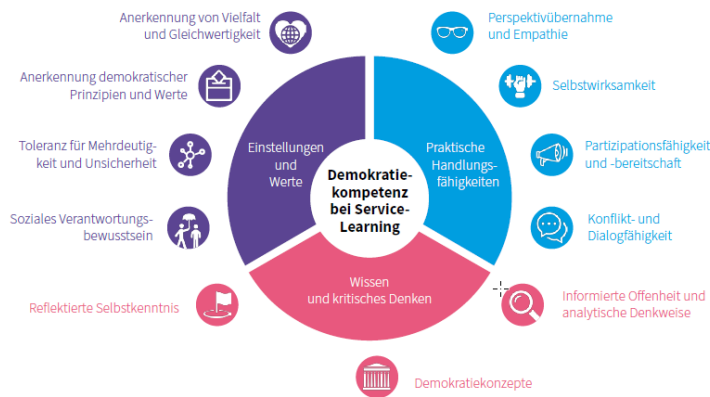 Anerkennung von Vielfalt
und Gleichwertigkeit
Anerkennung demokratischer
Prinzipien und Werte
Toleranz für Mehrdeutig-
keit und Unsicherheit
Soziales Verantwortungs-
bewusstsein
Reflektierte Selbstkenntnis
Einstellungen
und
Werte
Demokratie-
kompetenz
bei Service-
Learning
Praktische
Handlungs-
fähigkeiten
Wissen
und kritisches Denken
Perspektivübernahme
und Empathie
Selbstwirksamkeit
Partizipationsfähigkeit
und -bereitschaft
Konflikt- und
Dialogfähigkeit
Informierte Offenheit und
analytische Denkweise
Demokratiekonzepte